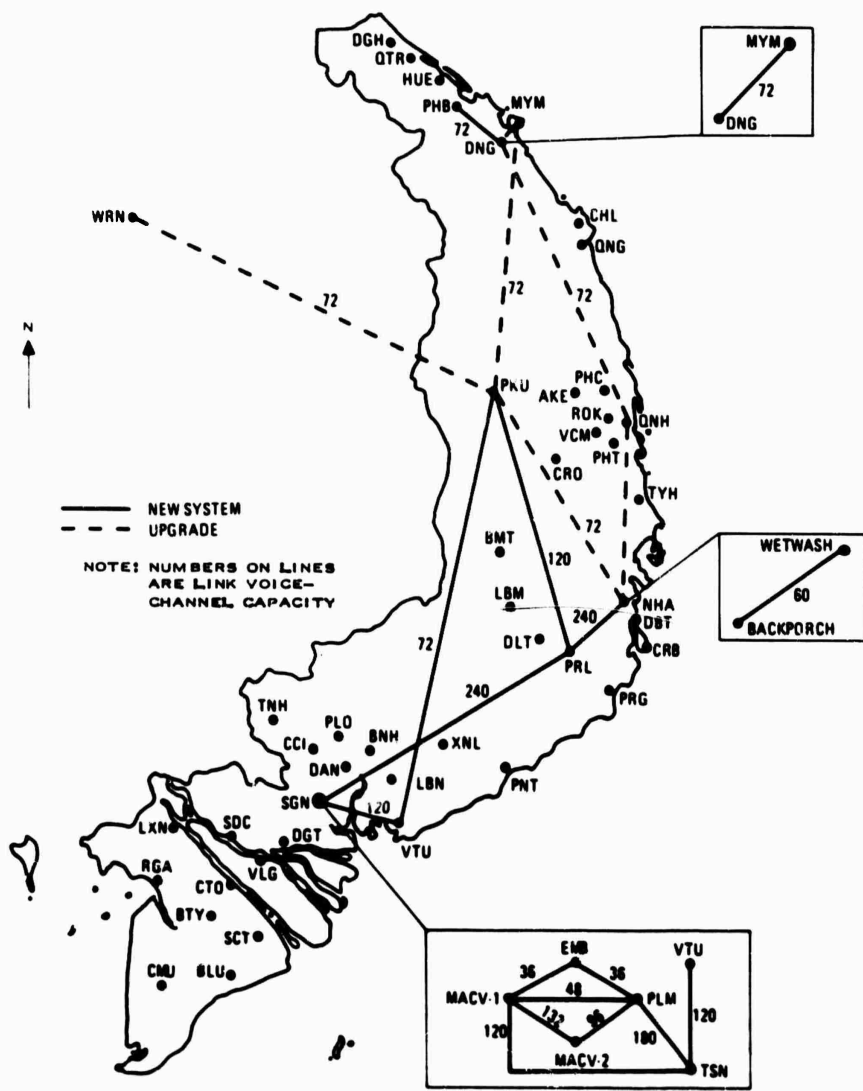 DGH
QTR
HUE
PHB
MYM
72
DNG
MYM
72
DNG
WRN
CHL
QNG
72
72
72
N
PKU
AKE
PHC
ROK
QNH
VCM
PHT
CRO
TYH
NEW SYSTEM
UPGRADE
NOTE: NUMBERS ON LINES
ARE LINK VOICE-
CHANNEL CAPACITY
BMT
72
120
LBM
NHA
DBT
240
WETWASH
60
BACKPORCH
72
DLT
PRL
CRB
240
PRG
TNH
PLO
CCI
BNH
XNL
DAN
LBN
PNT
SGN
120
VTU
LXN
SDC
DGT
VLG
RGA
CTO
BTY
SCT
CMU
BLU
EMB
VTU
36
36
MACV-1
48
PLM
132
120
180
120
MACV-2
TSN